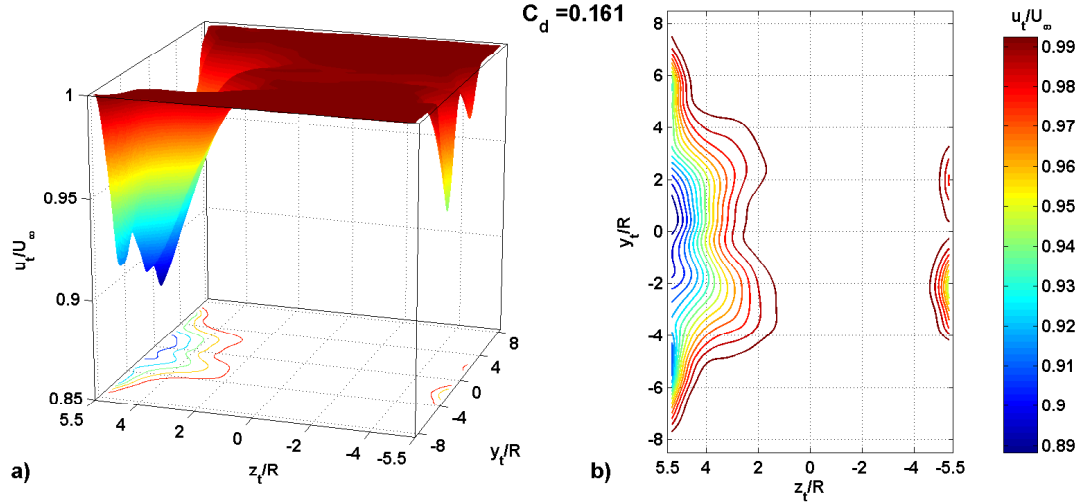 C_d =0.161
u_t/U_∞
1
0.95
0.9
0.85
u_t/U_∞
5.5 4 2 0 -2 -4 -5.5
z_t/R
-8 -4 0 4 8
y_t/R
a)
8
6
4
2
0
-2
-4
-6
-8
y_t/R
5.5 4 2 0 -2 -4 -5.5
z_t/R
b)
0.99
0.98
0.97
0.96
0.95
0.94
0.93
0.92
0.91
0.9
0.89